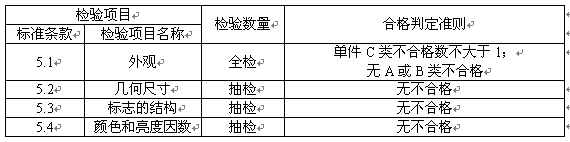 检验项目 检验数量 合格判定准则
标准条款 检验项目名称
5.1 外观 全检 单件 C 类不合格数不大于 1；
无 A 或 B 类不合格
5.2 几何尺寸 抽检 无不合格
5.3 标志的结构 抽检 无不合格
5.4 颜色和亮度因数 抽检 无不合格